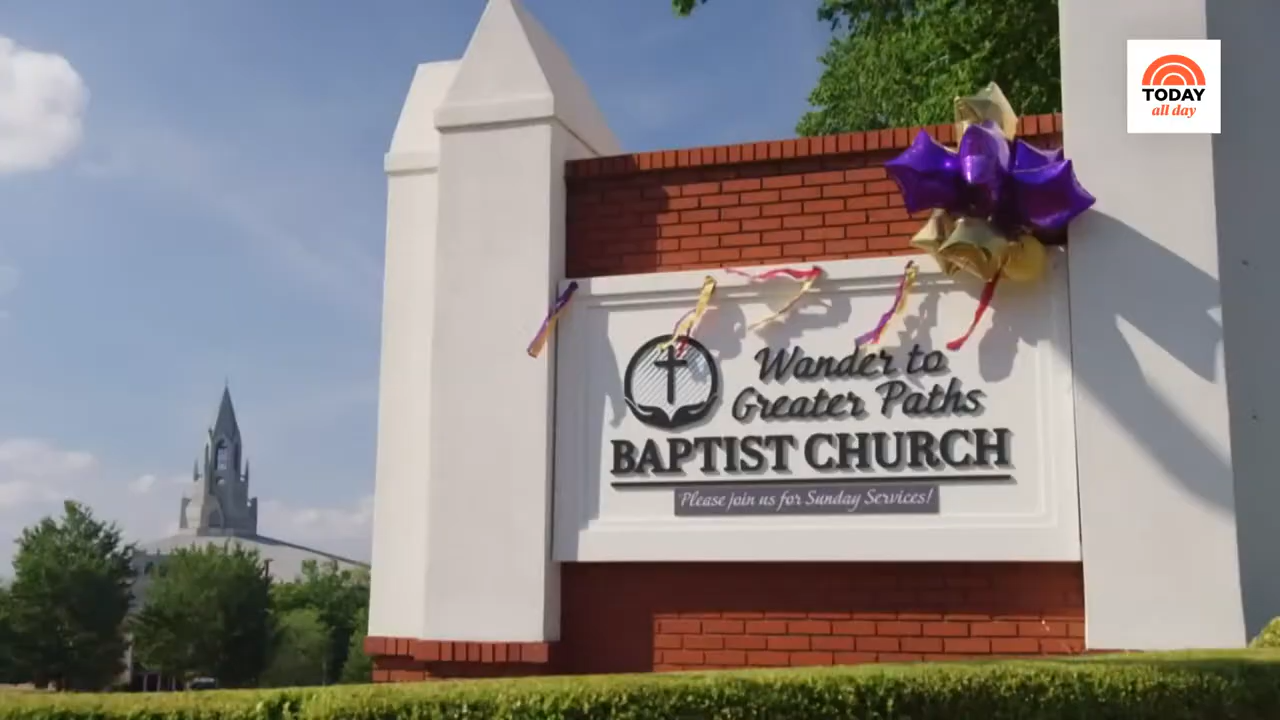 TODAY
all day
Wander to
Greater Paths
BAPTIST CHURCH
Please join us for Sunday Services!